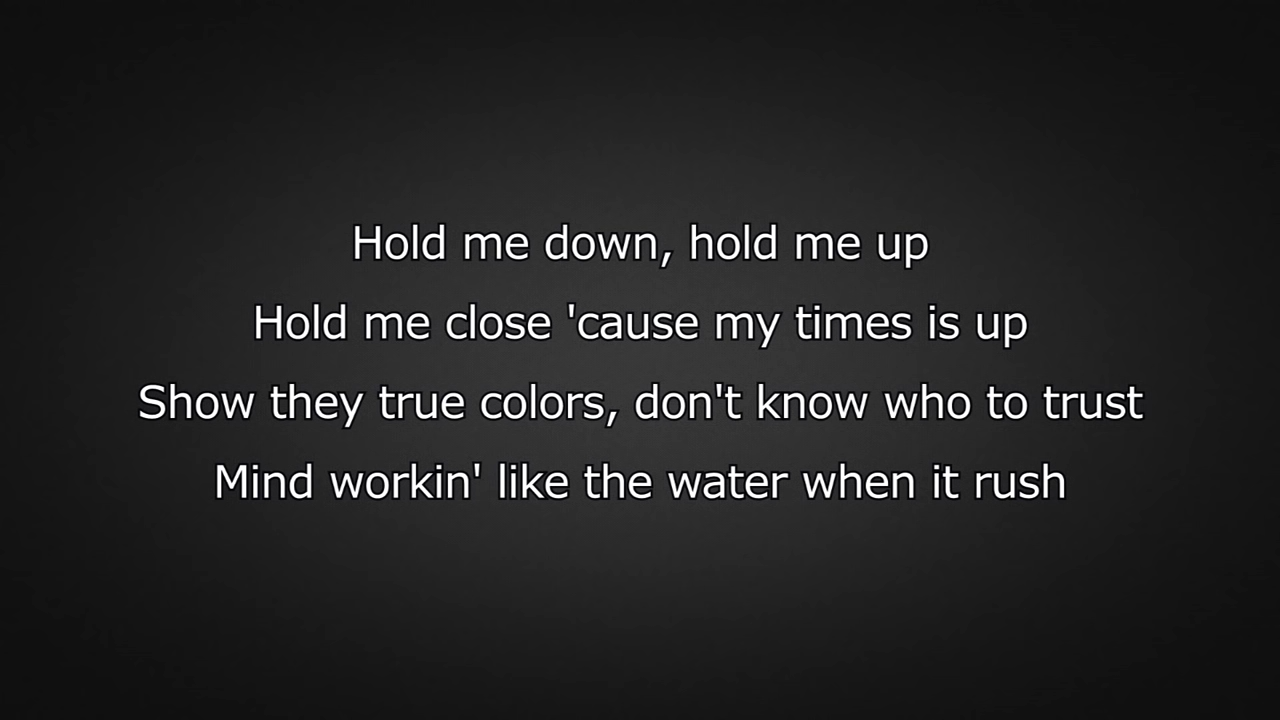 Hold me down, hold me up
Hold me close 'cause my times is up
Show they true colors, don't know who to trust
Mind workin' like the water when it rush